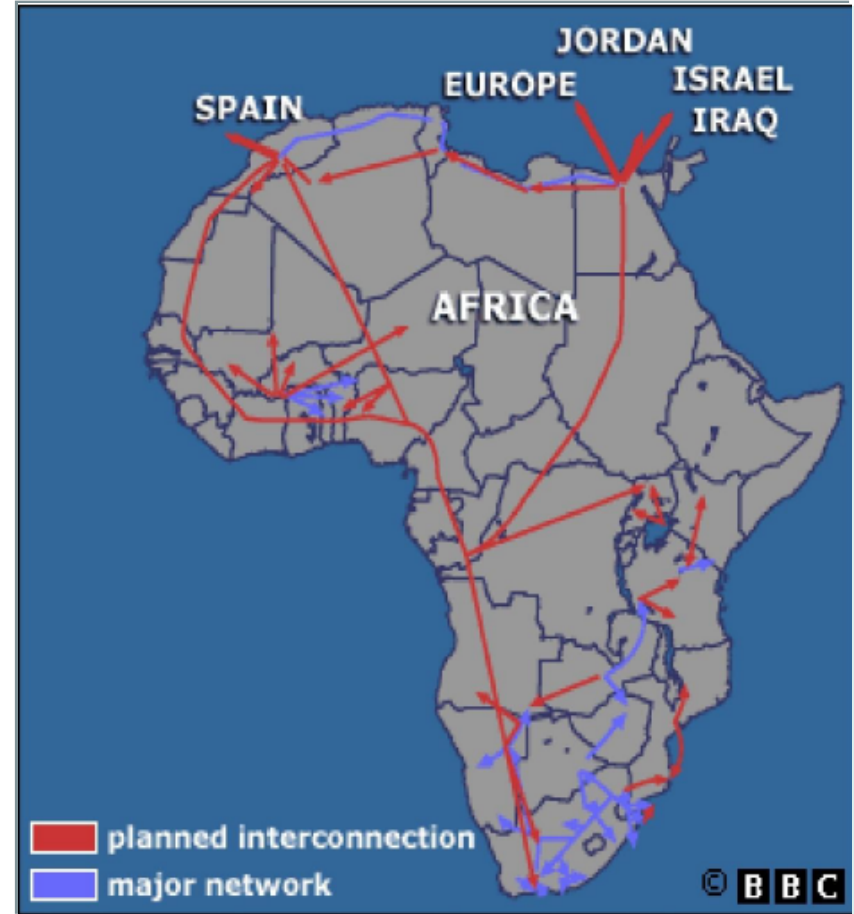 JORDAN
EUROPE
ISRAEL
SPAIN
IRAQ
AFRICA
planned interconnection
major network
© BBC